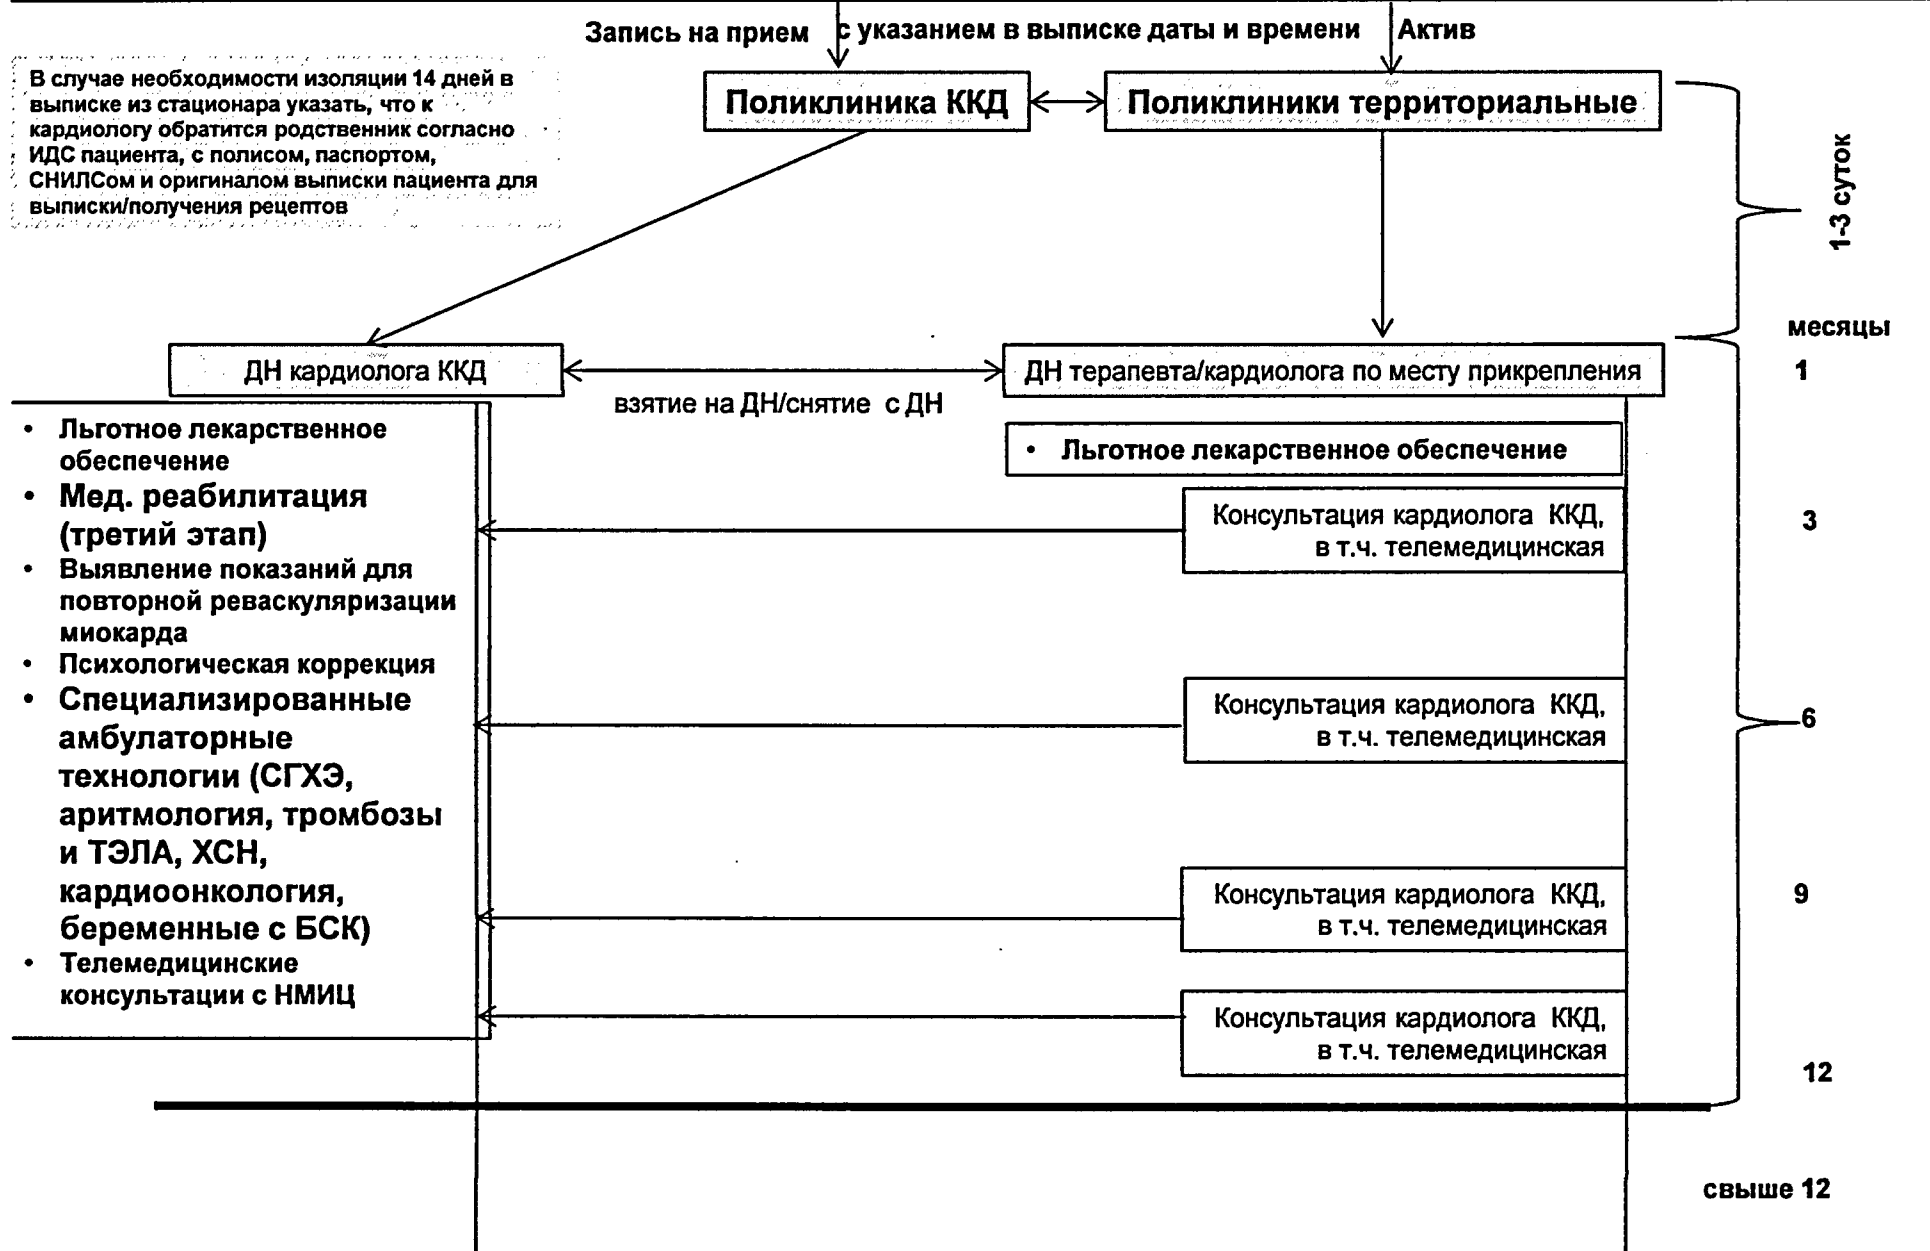 Запись на прием с указанием в выписке даты и времени Актив
В случае необходимости изоляции 14 дней в
выписке из стационара указать, что к
кардиологу обратится родственник согласно
ИДС пациента, с полисом, паспортом,
СНИЛСом и оригиналом выписки пациента для
выписки/получения рецептов
Поликлиника ККД
Поликлиники территориальные
1-3 суток
месяцы
ДН кардиолога ККД
взятие на ДН/снятие с ДН
ДН терапевта/кардиолога по месту прикрепления
1
• Льготное лекарственное
обеспечение
• Мед. реабилитация
(третий этап)
• Выявление показаний для
повторной реваскуляризации
миокарда
• Психологическая коррекция
• Специализированные
амбулаторные
технологии (СГХЭ,
аритмология, тромбозы
и ТЭЛА, ХСН,
кардиоонкология,
беременные с БСК)
• Телемедицинские
консультации с НМИЦ
• Льготное лекарственное обеспечение
Консультация кардиолога ККД,
в т.ч. телемедицинская
3
Консультация кардиолога ККД,
в т.ч. телемедицинская
6
Консультация кардиолога ККД,
в т.ч. телемедицинская
9
Консультация кардиолога ККД,
в т.ч. телемедицинская
12
свыше 12